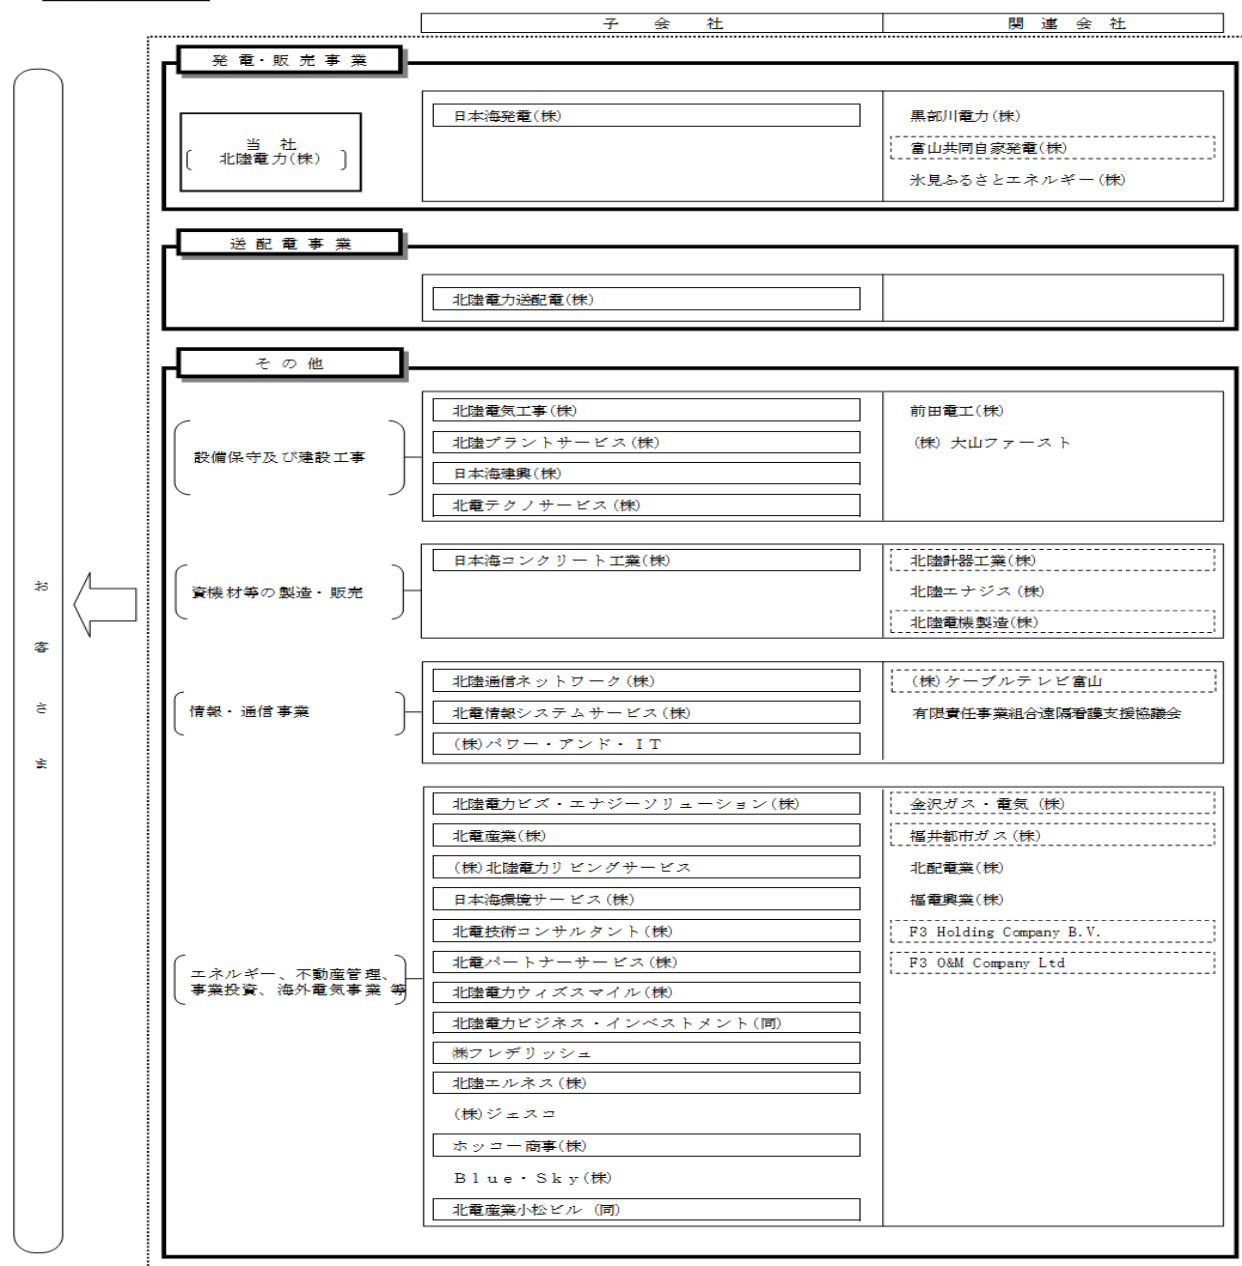 子 会 社
関 連 会 社
発 電・販 売 事 業
当 社
北陸電力(株)
日本海発電(株)
黒部川電力(株)
富山共同自家発電(株)
氷見ふるさとエネルギー(株)
送 配 電 事 業
北陸電力送配電(株)
そ の 他
設備保守及び建設工事
北陸電気工事(株)
北陸プラントサービス(株)
日本海建興(株)
北電テクノサービス(株)
前田電工(株)
(株) 大山ファースト
資機材等の製造・販売
日本海コンクリート工業(株)
北陸計器工業(株)
北陸エナジス(株)
北陸電機製造(株)
情報・通信事業
北陸通信ネットワーク(株)
北電情報システムサービス(株)
(株)パワー・アンド・ＩＴ
(株)ケーブルテレビ富山
有限責任事業組合遠隔看護支援協議会
エネルギー、不動産管理、
事業投資、海外電気事業 等
北陸電力ビズ・エナジーソリューション(株)
北電産業(株)
(株)北陸電力リビングサービス
日本海環境サービス(株)
北電技術コンサルタント(株)
北電パートナーサービス(株)
北陸電力ウィズスマイル(株)
北陸電力ビジネス・インベストメント(同)
㈱フレデリッシュ
北陸エルネス(株)
(株)ジェスコ
ホッコー商事(株)
Ｂｌｕｅ・Ｓｋｙ(株)
北電産業小松ビル (同)
金沢ガス・電気 (株)
福井都市ガス(株)
北配電業(株)
福電興業(株)
F3 Holding Company B.V.
F3 O&M Company Ltd
お客さま